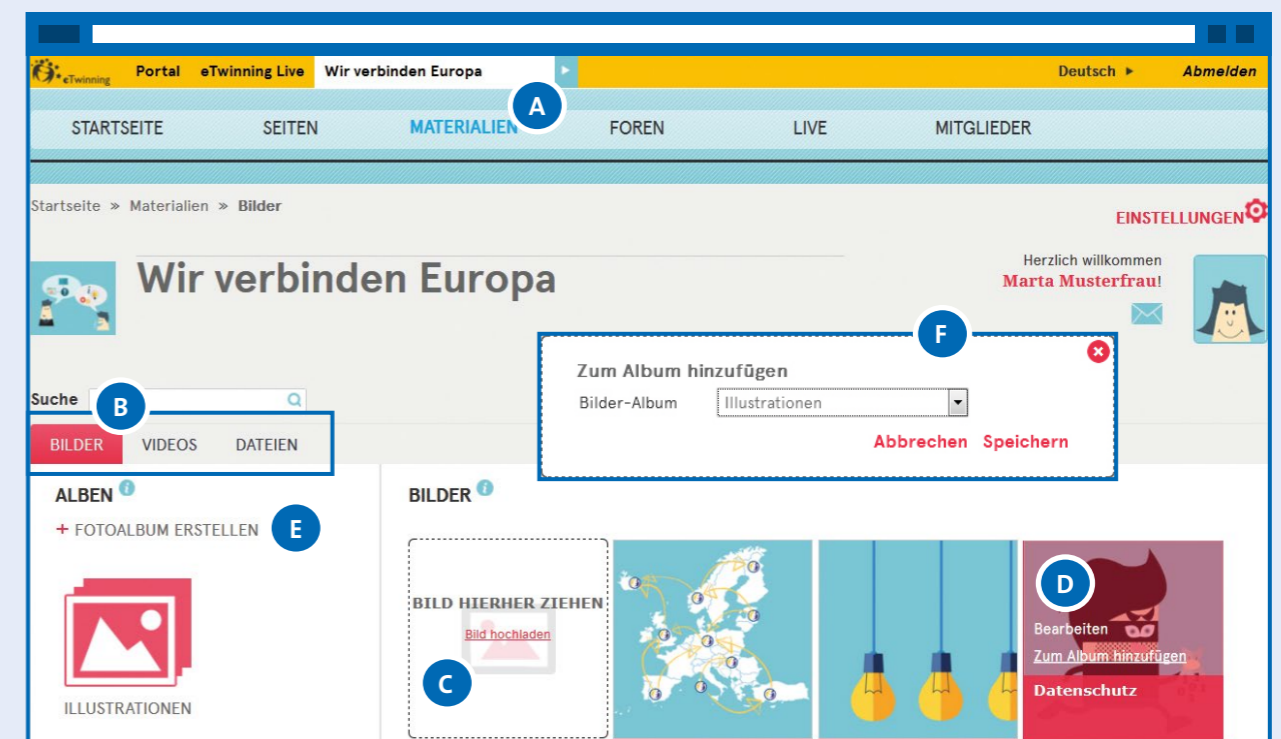 eTwinning Portal eTwinning Live Wir verbinden Europa Deutsch Abmelden
A
STARTSEITE SEITEN MATERIALIEN FOREN LIVE MITGLIEDER
Startseite » Materialien » Bilder
EINSTELLUNGEN
Wir verbinden Europa
Herzlich willkommen
Marta Musterfrau!
F
Zum Album hinzufügen
Bilder-Album Illustrationen
Abbrechen Speichern
Suche
B
BILDER VIDEOS DATEIEN
ALBEN i
+ FOTOALBUM ERSTELLEN E
ILLUSTRATIONEN
BILDER i
BILD HIERHER ZIEHEN
Bild hochladen
C
D
Bearbeiten
Zum Album hinzufügen
Datenschutz